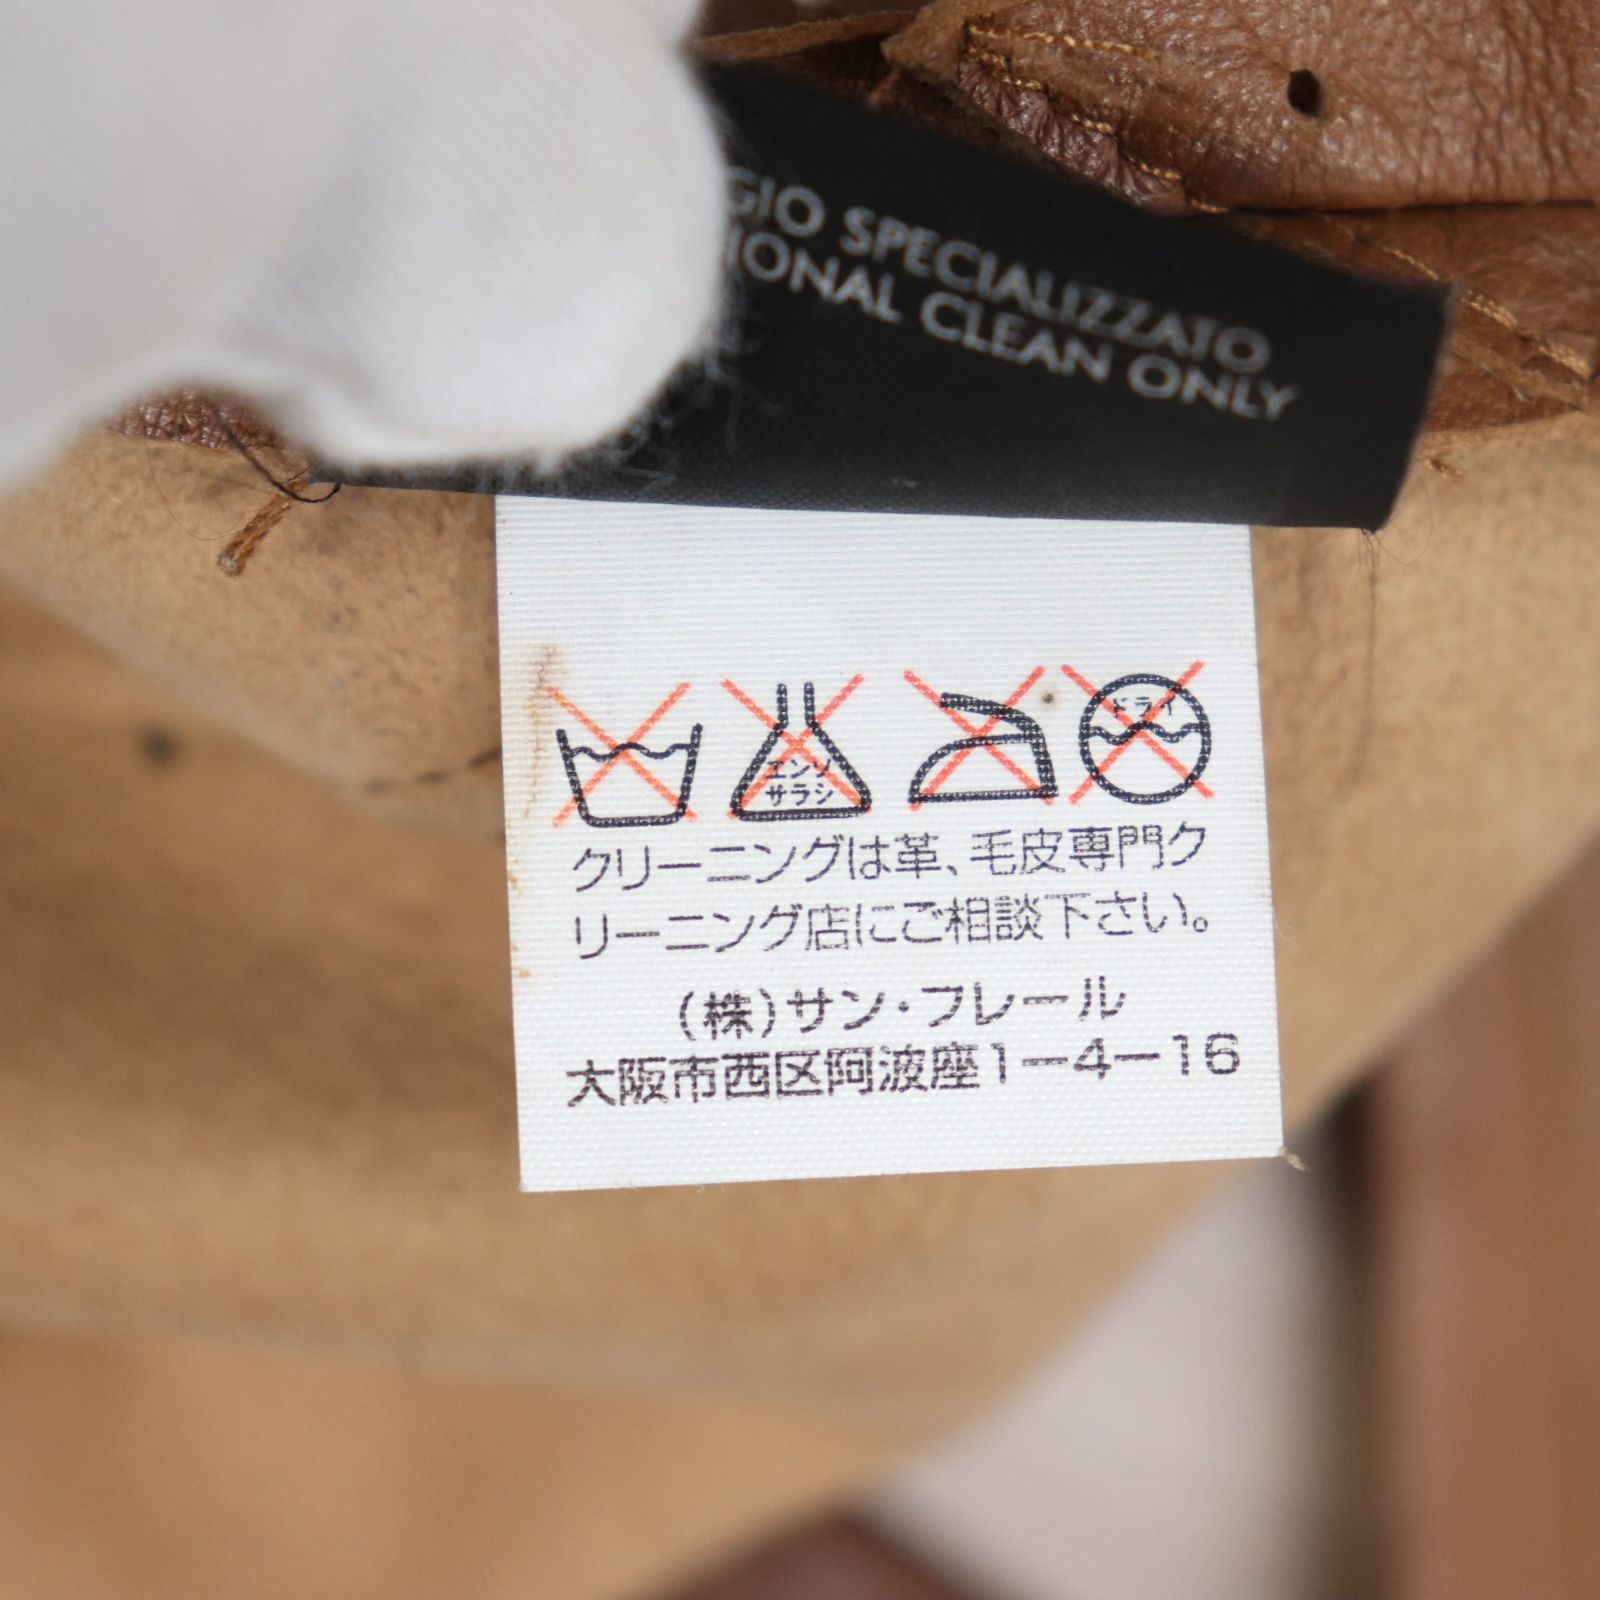 SPECIALIZZATO
CLEAN ONLY
エンソ
サラシ
ドライ
クリーニングは革、毛皮専門ク
リーニング店にご相談下さい。
(株)サン・フレール
大阪市西区阿波座1-4-16